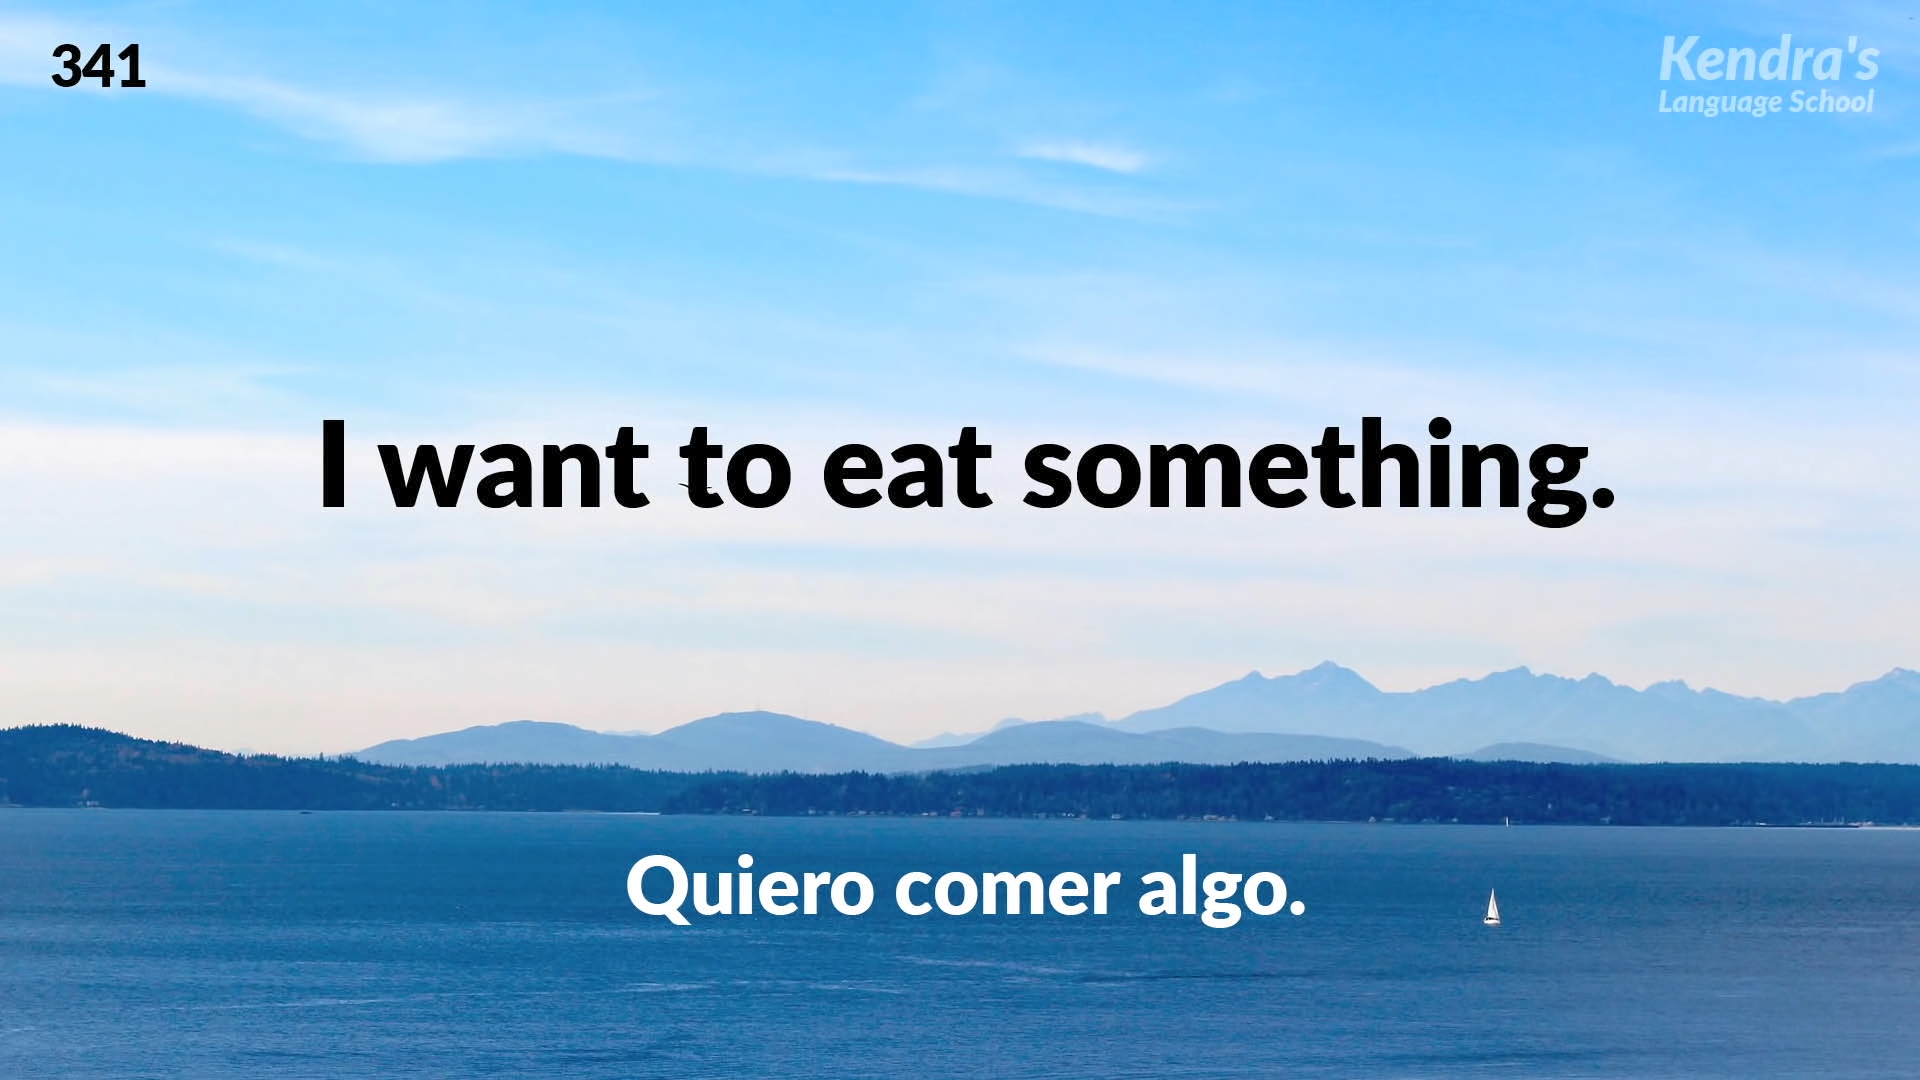 341
Kendra's
Language School
I want to eat something.
Quiero comer algo.